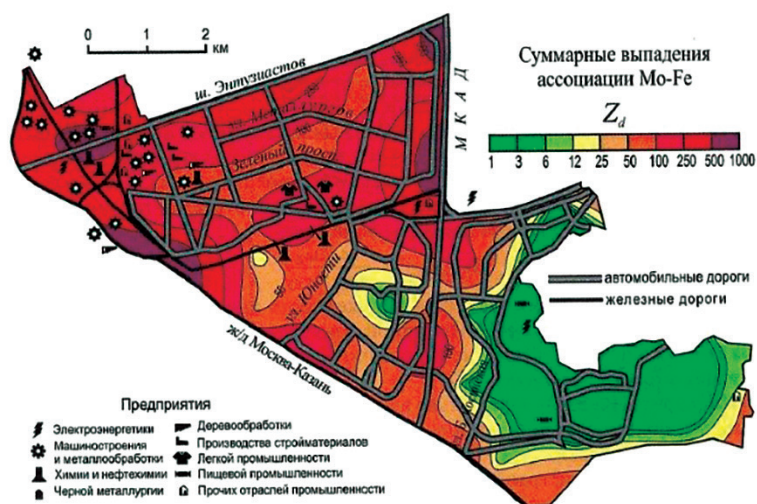 0 1 2
км
ш. Энтузиастов
Зеленый просп
М К А Д
ул. Юности
ж/д Москва-Казань
50
Суммарные выпадения
ассоциации Mo-Fe
Zd
1 3 6 12 25 50 100 250 500 1000
автомобильные дороги
железные дороги
Предприятия
Электроэнергетики
Машиностроения
и металлообработки
Химии и нефтехимии
Черной металлургии
Деревообработки
Производства стройматериалов
Легкой промышленности
Пищевой промышленности
Прочих отраслей промышленности